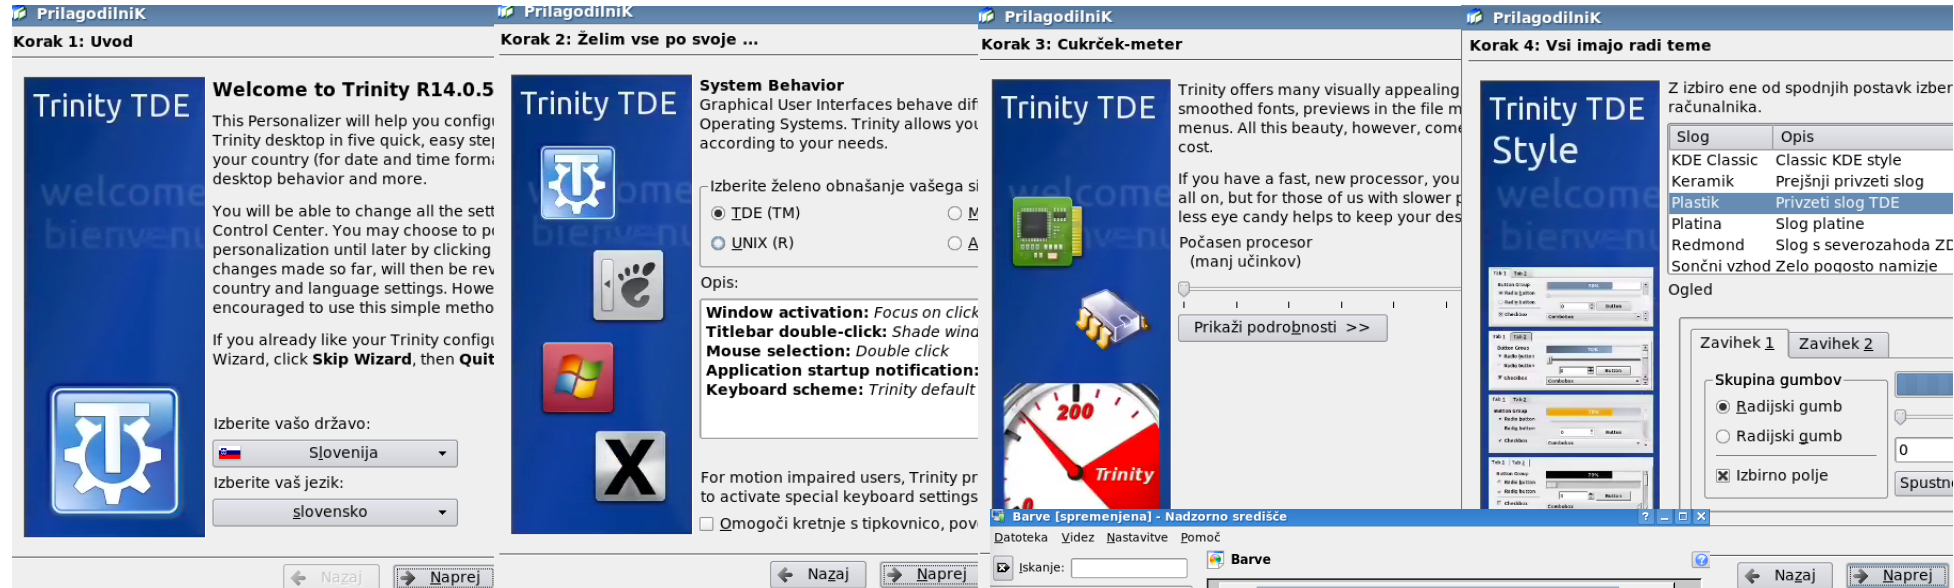 PrilagodilniK
Korak 1: Uvod
Trinity TDE
welcome
bienvenu
Welcome to Trinity R14.0.5
This Personalizer will help you configu
Trinity desktop in five quick, easy step
your country (for date and time forma
desktop behavior and more.
You will be able to change all the sett
Control Center. You may choose to po
personalization until later by clicking
changes made so far, will then be rev
country and language settings. Howe
encouraged to use this simple metho
If you already like your Trinity configu
Wizard, click Skip Wizard, then Quit
Izberite vašo državo:
Slovenija
Izberite vaš jezik:
slovensko
Nazaj
Naprej
PrilagodilniK
Korak 2: Želim vse po svoje ...
Trinity TDE
System Behavior
Graphical User Interfaces behave diff
Operating Systems. Trinity allows you
according to your needs.
Izberite želeno obnašanje vašega si
TDE (TM)
M
UNIX (R)
A
Opis:
Window activation: Focus on click
Titlebar double-click: Shade wind
Mouse selection: Double click
Application startup notification:
Keyboard scheme: Trinity default
For motion impaired users, Trinity pr
to activate special keyboard settings
Omogoči kretnje s tipkovnico, pov
Nazaj
Naprej
PrilagodilniK
Korak 3: Cukrček-meter
Trinity TDE
welcome
200
Trinity
Trinity offers many visually appealing
smoothed fonts, previews in the file m
menus. All this beauty, however, come
cost.
If you have a fast, new processor, you
all on, but for those of us with slower p
less eye candy helps to keep your des
Počasen procesor
(manj učinkov)
Prikaži podrobnosti >>
PrilagodilniK
Korak 4: Vsi imajo radi teme
Trinity TDE
Style
welcome
bienvenu
Z izbiro ene od spodnjih postavk izber
računalnika.
Slog Opis
KDE Classic Classic KDE style
Keramik Prejšnji privzeti slog
Plastik Privzeti slog TDE
Platina Slog platine
Redmond Slog s severozahoda ZD
Sončni vzhod Zelo pogosto namizje
Ogled
Zavihek 1 Zavihek 2
Skupina gumbov
Radijski gumb
Radijski gumb
Izbirno polje
0
Spustn
Nazaj
Naprej
Barve [spremenjena] - Nadzorno središče
Datoteka Videz Nastavitve Pomoč
Iskanje:
Barve